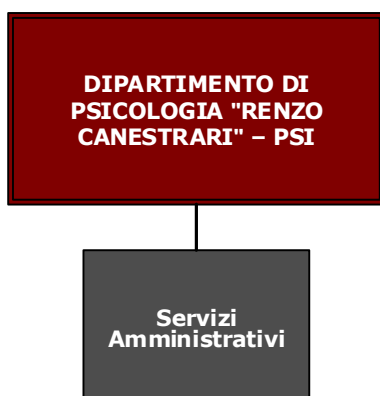 DIPARTIMENTO DI
PSICOLOGIA "RENZO
CANESTRARI" – PSI
Servizi
Amministrativi